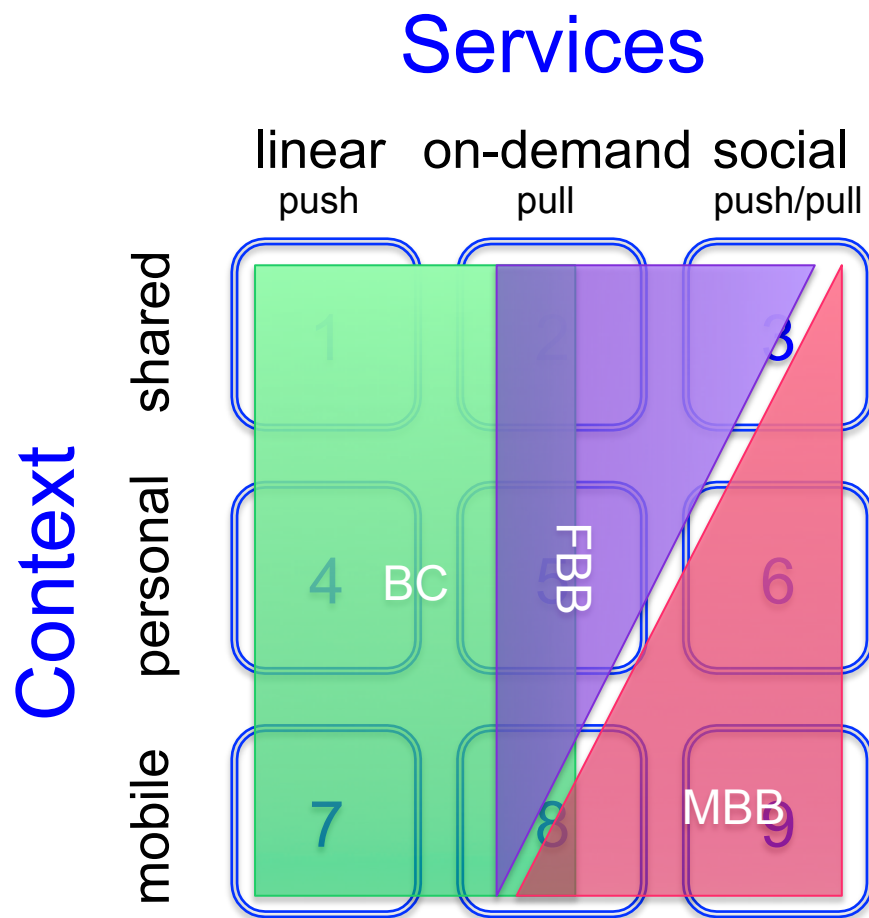 Services
linear on-demand social
push pull push/pull
shared
1 2 3
Context
personal
4 BC 5 FBB 6
mobile
7 8 MBB 9